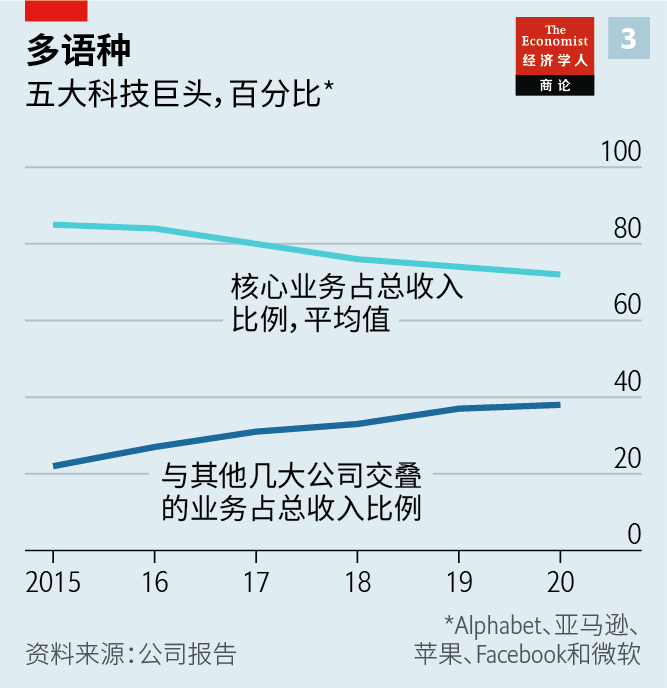 多语种
五大科技巨头，百分比*
The
Economist
经济学人
商论
3
100
80
核心业务占总收入
比例，平均值
60
40
与其他几大公司交叠
的业务占总收入比例
20
0
2015 16 17 18 19 20
*Alphabet、亚马逊、
资料来源：公司报告 苹果、Facebook和微软